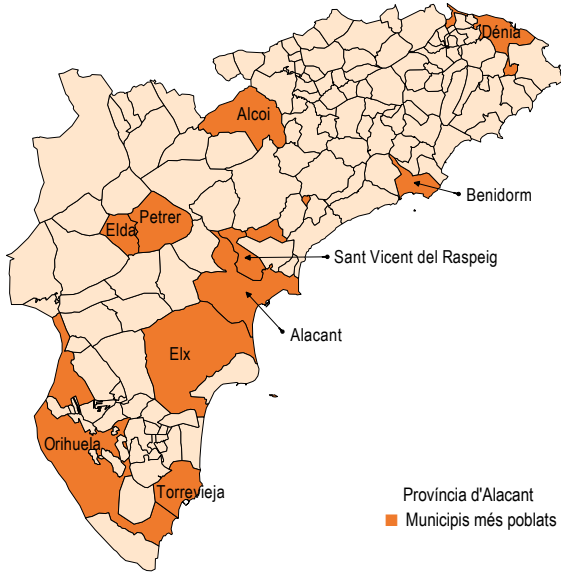 Dénia
Alcoi
Benidorm
Petrer
Elda
Sant Vicent del Raspeig
Alacant
Elx
Orihuela
Torrevieja
Província d'Alacant
Municipis més poblats